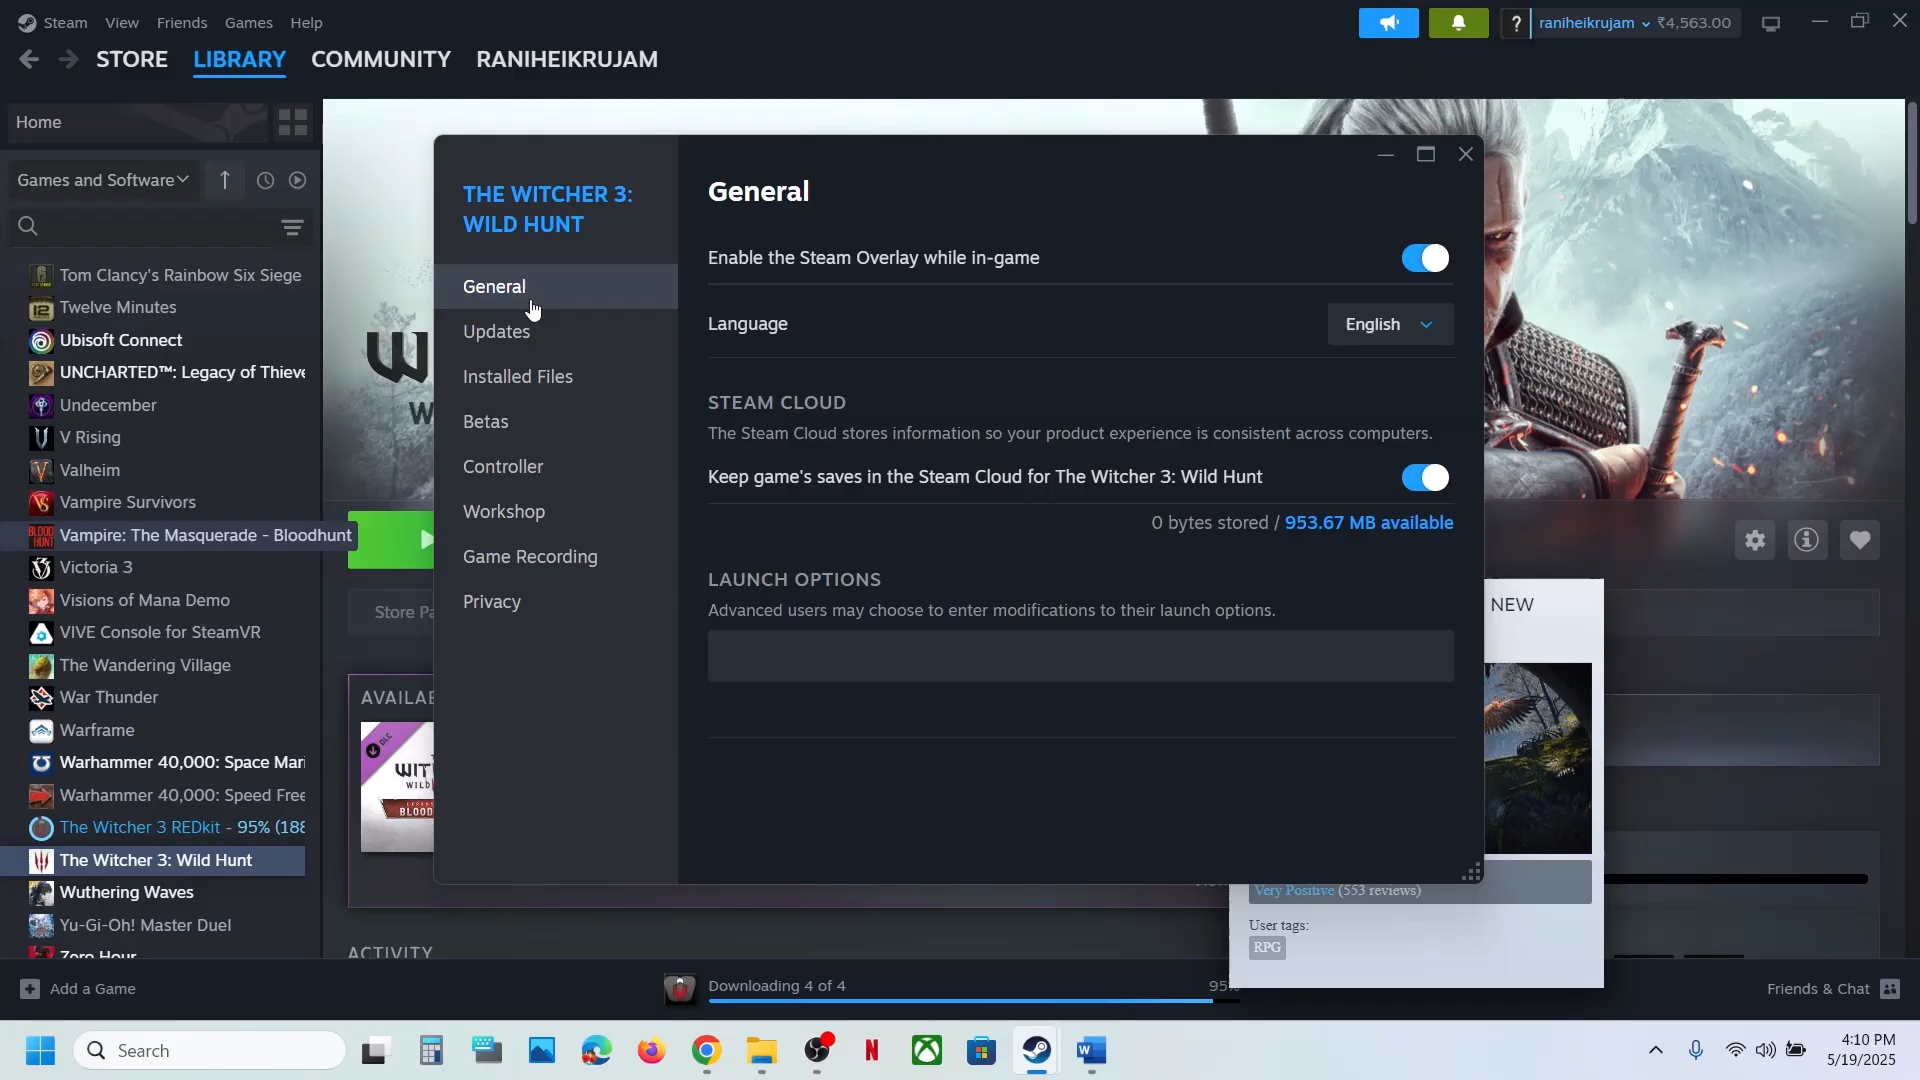 Steam View Friends Games Help
? raniheikrujam ₹4,563.00
STORE LIBRARY COMMUNITY RANIHEIKRUJAM
Home
Games and Software
Tom Clancy's Rainbow Six Siege
Twelve Minutes
Ubisoft Connect
UNCHARTED™: Legacy of Thieve
Undecember
V Rising
Valheim
Vampire Survivors
Vampire: The Masquerade - Bloodhunt
Victoria 3
Visions of Mana Demo
VIVE Console for SteamVR
The Wandering Village
War Thunder
Warframe
Warhammer 40,000: Space Mari
Warhammer 40,000: Speed Free
The Witcher 3 REDkit - 95% (188
The Witcher 3: Wild Hunt
Wuthering Waves
Yu-Gi-Oh! Master Duel
Zero Hour
THE WITCHER 3:
WILD HUNT
General
Updates
Installed Files
Betas
Controller
Workshop
Game Recording
Privacy
General
Enable the Steam Overlay while in-game
Language English
STEAM CLOUD
The Steam Cloud stores information so your product experience is consistent across computers.
Keep game's saves in the Steam Cloud for The Witcher 3: Wild Hunt
0 bytes stored / 953.67 MB available
LAUNCH OPTIONS
Advanced users may choose to enter modifications to their launch options.
Store Pa
AVAILAB
DLC
WIT
WILD
BLOOD
ACTIVITY
NEW
Very Positive (553 reviews)
User tags:
RPG
Add a Game
Downloading 4 of 4 95%
Friends & Chat
Search
4:10 PM
5/19/2025